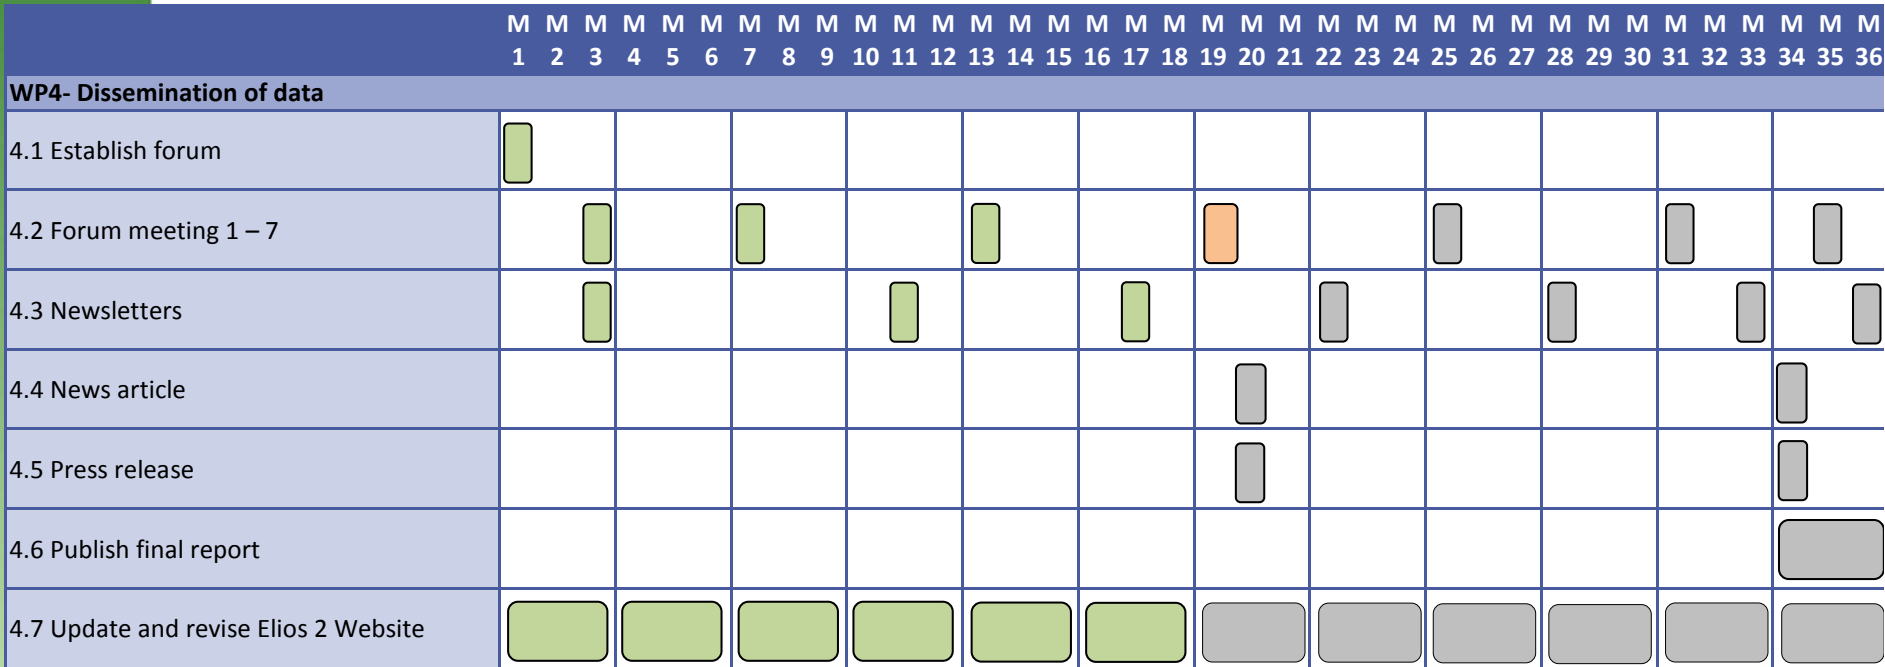 M M M M M M M M M M M M M M M M M M M M M M M M M M M M M M M M M M M M
1 2 3 4 5 6 7 8 9 10 11 12 13 14 15 16 17 18 19 20 21 22 23 24 25 26 27 28 29 30 31 32 33 34 35 36
WP4- Dissemination of data
4.1 Establish forum
4.2 Forum meeting 1 – 7
4.3 Newsletters
4.4 News article
4.5 Press release
4.6 Publish final report
4.7 Update and revise Elios 2 Website